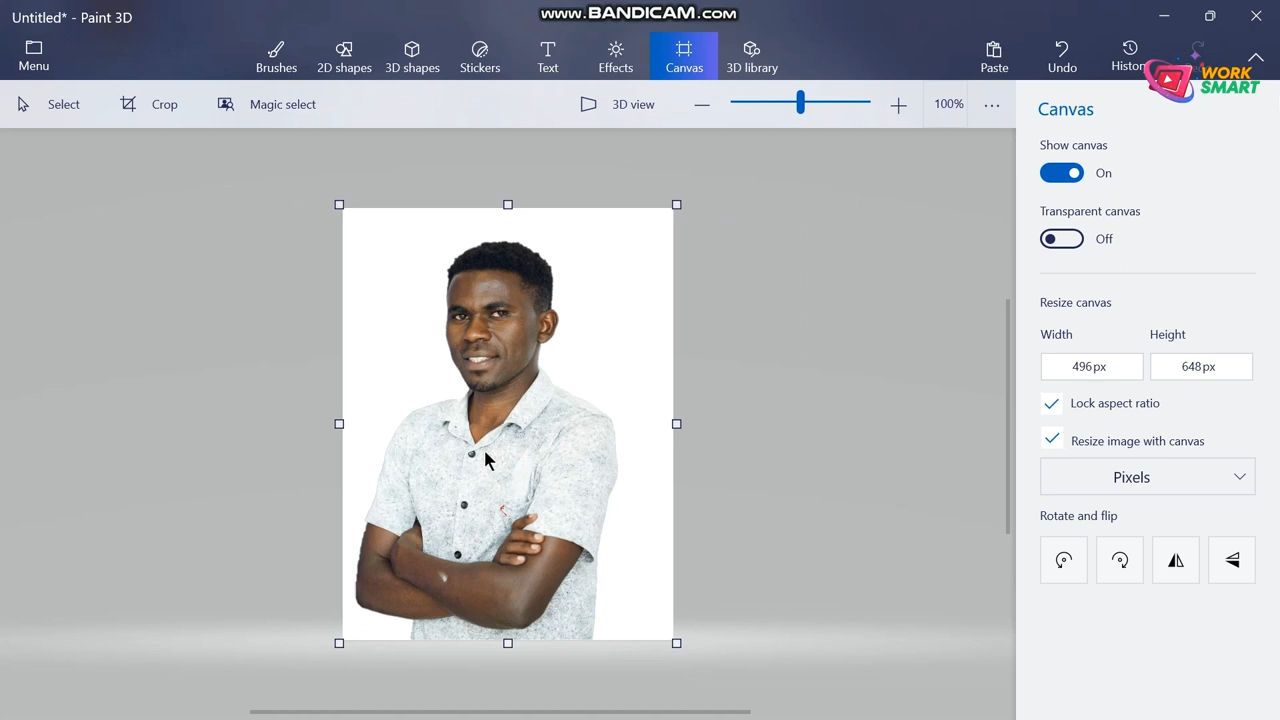 Untitled* - Paint 3D
www.BANDICAM.com
Menu
Brushes
2D shapes
3D shapes
Stickers
Text
Effects
Canvas
3D library
Paste
Undo
WORK
SMART
Select
Crop
Magic select
3D view
100%
Canvas
Show canvas
On
Transparent canvas
Off
Resize canvas
Width
Height
496 px
648 px
Lock aspect ratio
Resize image with canvas
Pixels
Rotate and flip